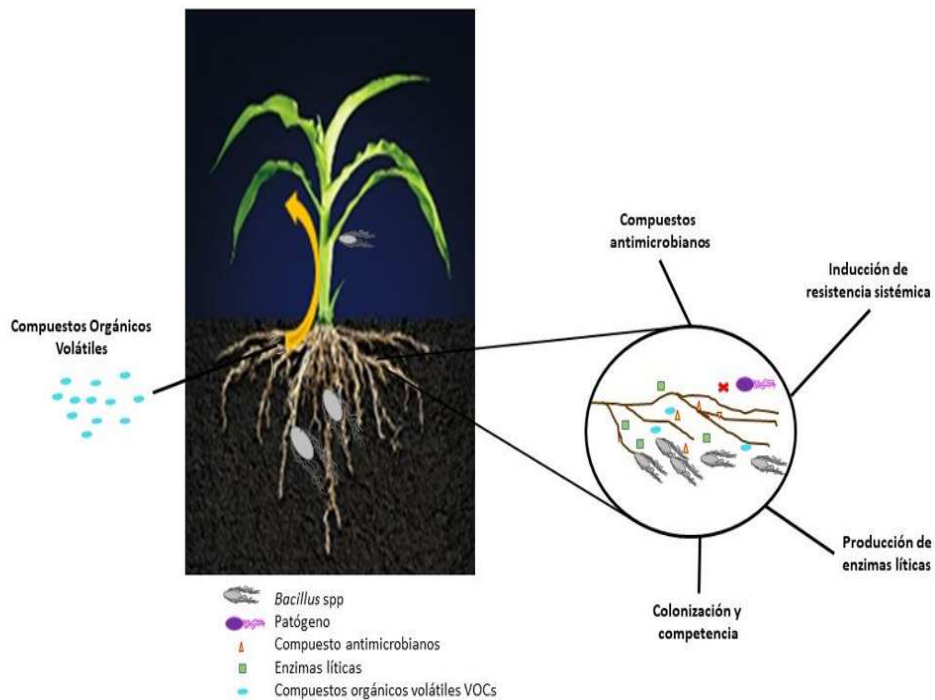 Compuestos
antimicrobianos
Inducción de
resistencia sistémica
Compuestos Orgánicos
Volátiles
Producción de
enzimas líticas
Colonización y
competencia
Bacillus spp
Patógeno
Compuesto antimicrobianos
Enzimas líticas
Compuestos orgánicos volátiles VOCs